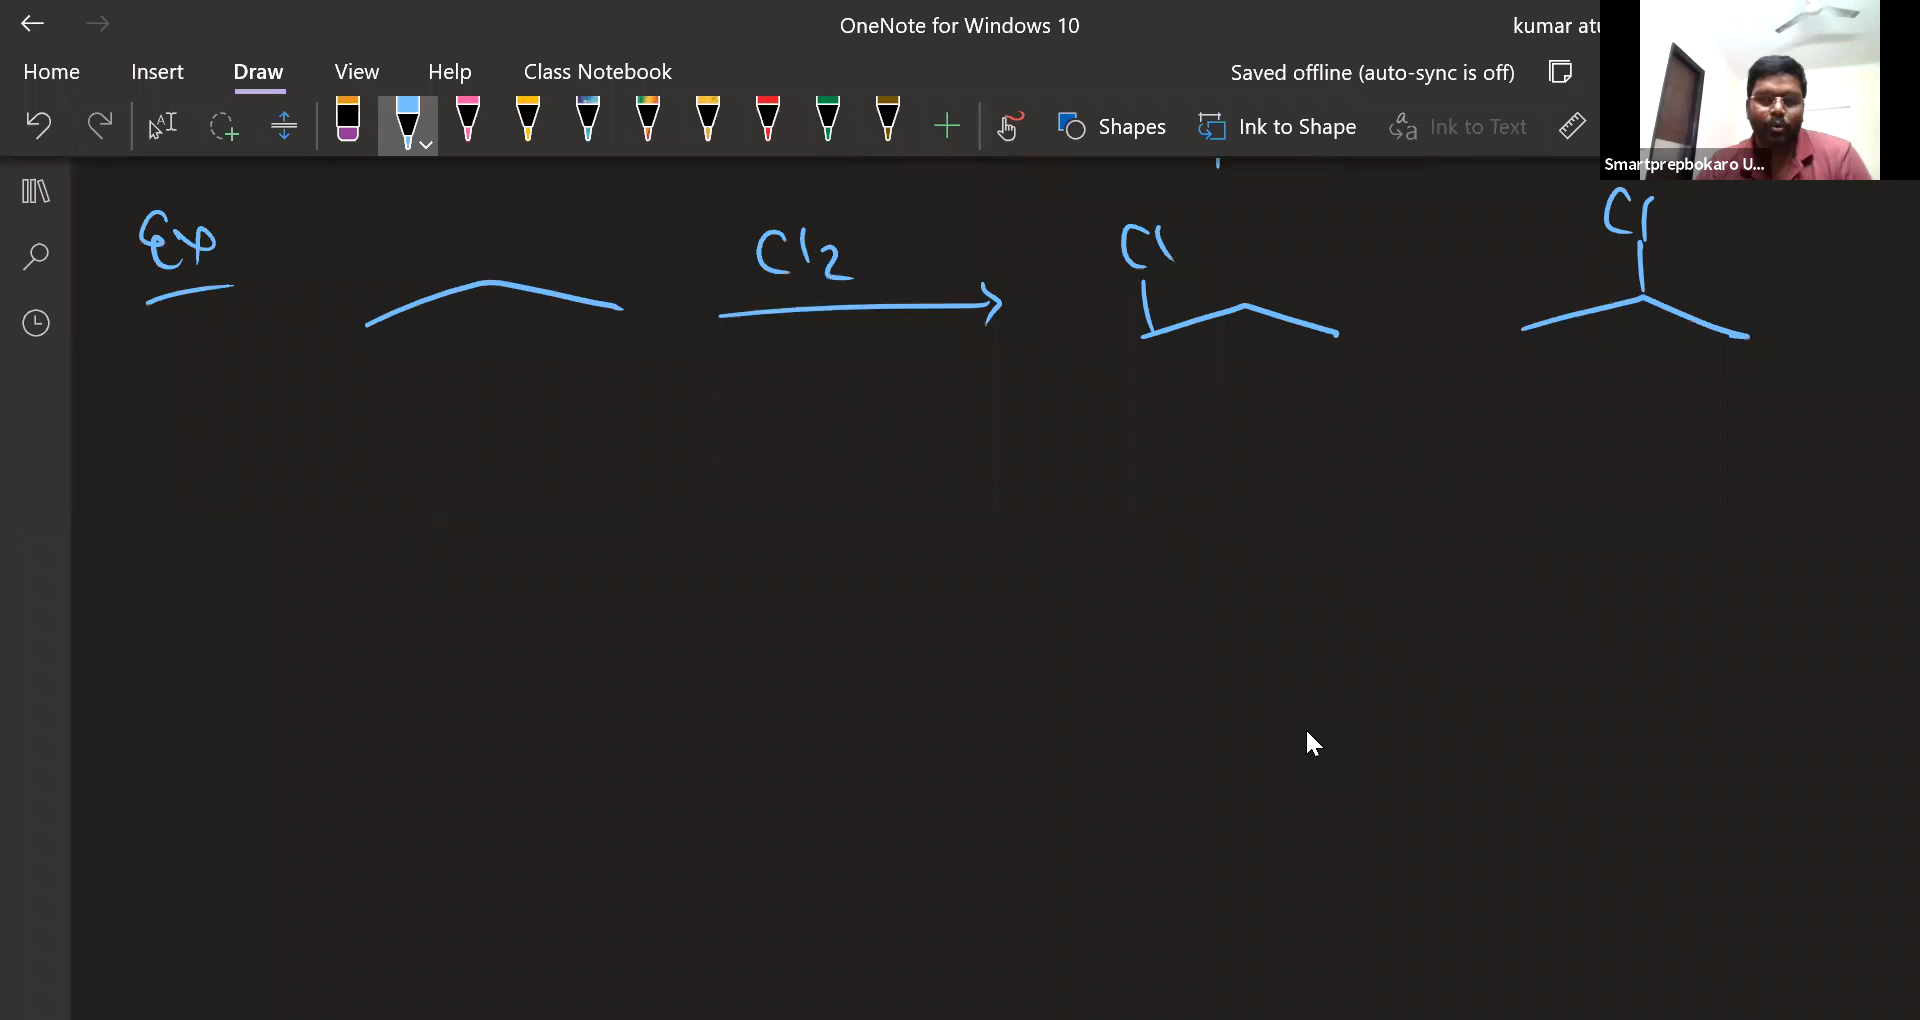 OneNote for Windows 10
kumar
Home Insert Draw View Help Class Notebook
Saved offline (auto-sync is off)
Shapes Ink to Shape Ink to Text
Smartprepbokaro U...
Exp
Cl2
Cl
Cl